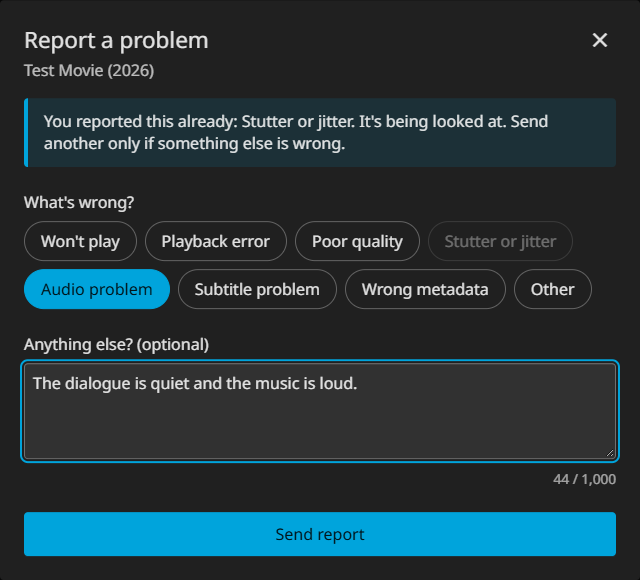 Report a problem
Test Movie (2026)
You reported this already: Stutter or jitter. It's being looked at. Send
another only if something else is wrong.
What's wrong?
Won't play Playback error Poor quality Stutter or jitter
Audio problem Subtitle problem Wrong metadata Other
Anything else? (optional)
The dialogue is quiet and the music is loud.
44 / 1,000
Send report